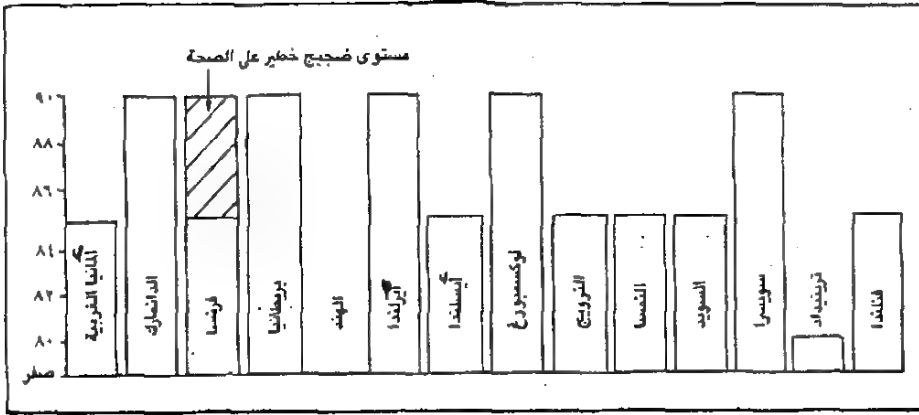 مستوى ضجيج خطير على الصحة
٩٠
٨٨
٨٦
٨٤
٨٢
٨٠
صفر
ألمانيا الغربية
الدانمارك
فرنسا
بريطانيا
الهند
ايرلندا
أيسلندا
لوكسمبورغ
النرويج
النمسا
السويد
سويسرا
ترينيداد
فنلندا